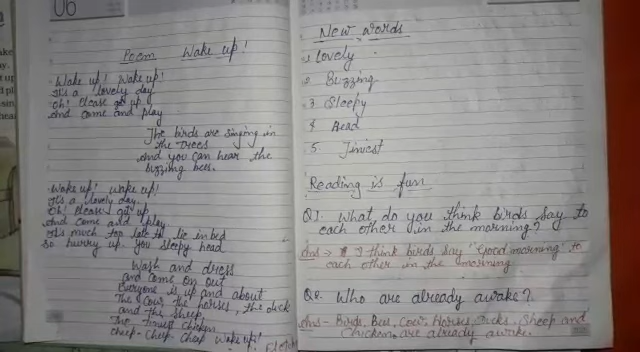 06
Poem Wake up!
Wake up! Wake up!
It's a lovely day
Oh! Please get up
And come and play
The birds are singing in
the trees
And you can hear the
buzzing bees.
Wake up! Wake up!
It's a lovely day
Oh! Please get up
And come and play
It's much too late to lie in bed
So hurry up you sleepy head
Wash and dress
and come on out
Everyone is up and about
The cow, the horses, the duck
and the sheep
The tiniest chicken
cheep- cheep cheep wake up!
New words
1 Lovely
2 Buzzing
3. Sleepy
4. Head
5. Tiniest
Reading is fun
Q1. What do you think birds say to
each other in the morning?
Ans → I think birds say "Good morning" to
each other in the morning
Q2. Who are already awake?
Ans- Birds, Bees, Cow, Horses, Ducks, Sheep and
Chicken are already awake.